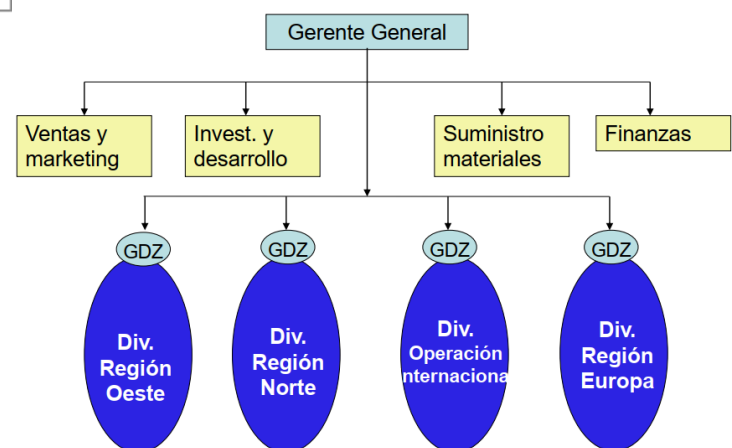 Gerente General
Ventas y
marketing
Invest. y
desarrollo
Suministro
materiales
Finanzas
GDZ
GDZ
GDZ
GDZ
Div.
Región
Oeste
Div.
Región
Norte
Div.
Operación
nternaciona
Div.
Región
Europa